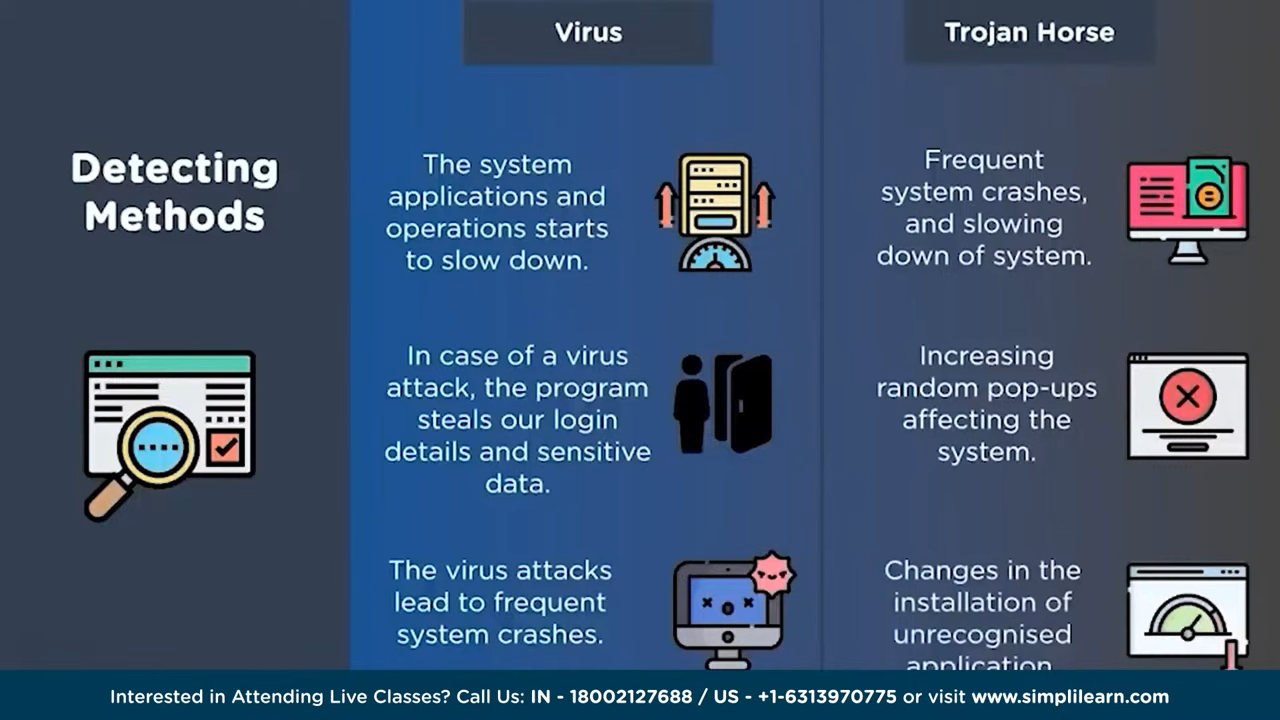 Virus
Trojan Horse
Detecting
Methods
The system
applications and
operations starts
to slow down.
Frequent
system crashes,
and slowing
down of system.
In case of a virus
attack, the program
steals our login
details and sensitive
data.
Increasing
random pop-ups
affecting the
system.
The virus attacks
lead to frequent
system crashes.
Changes in the
installation of
unrecognised
application
Interested in Attending Live Classes? Call Us: IN - 18002127688 / US - +1-6313970775 or visit www.simplilearn.com